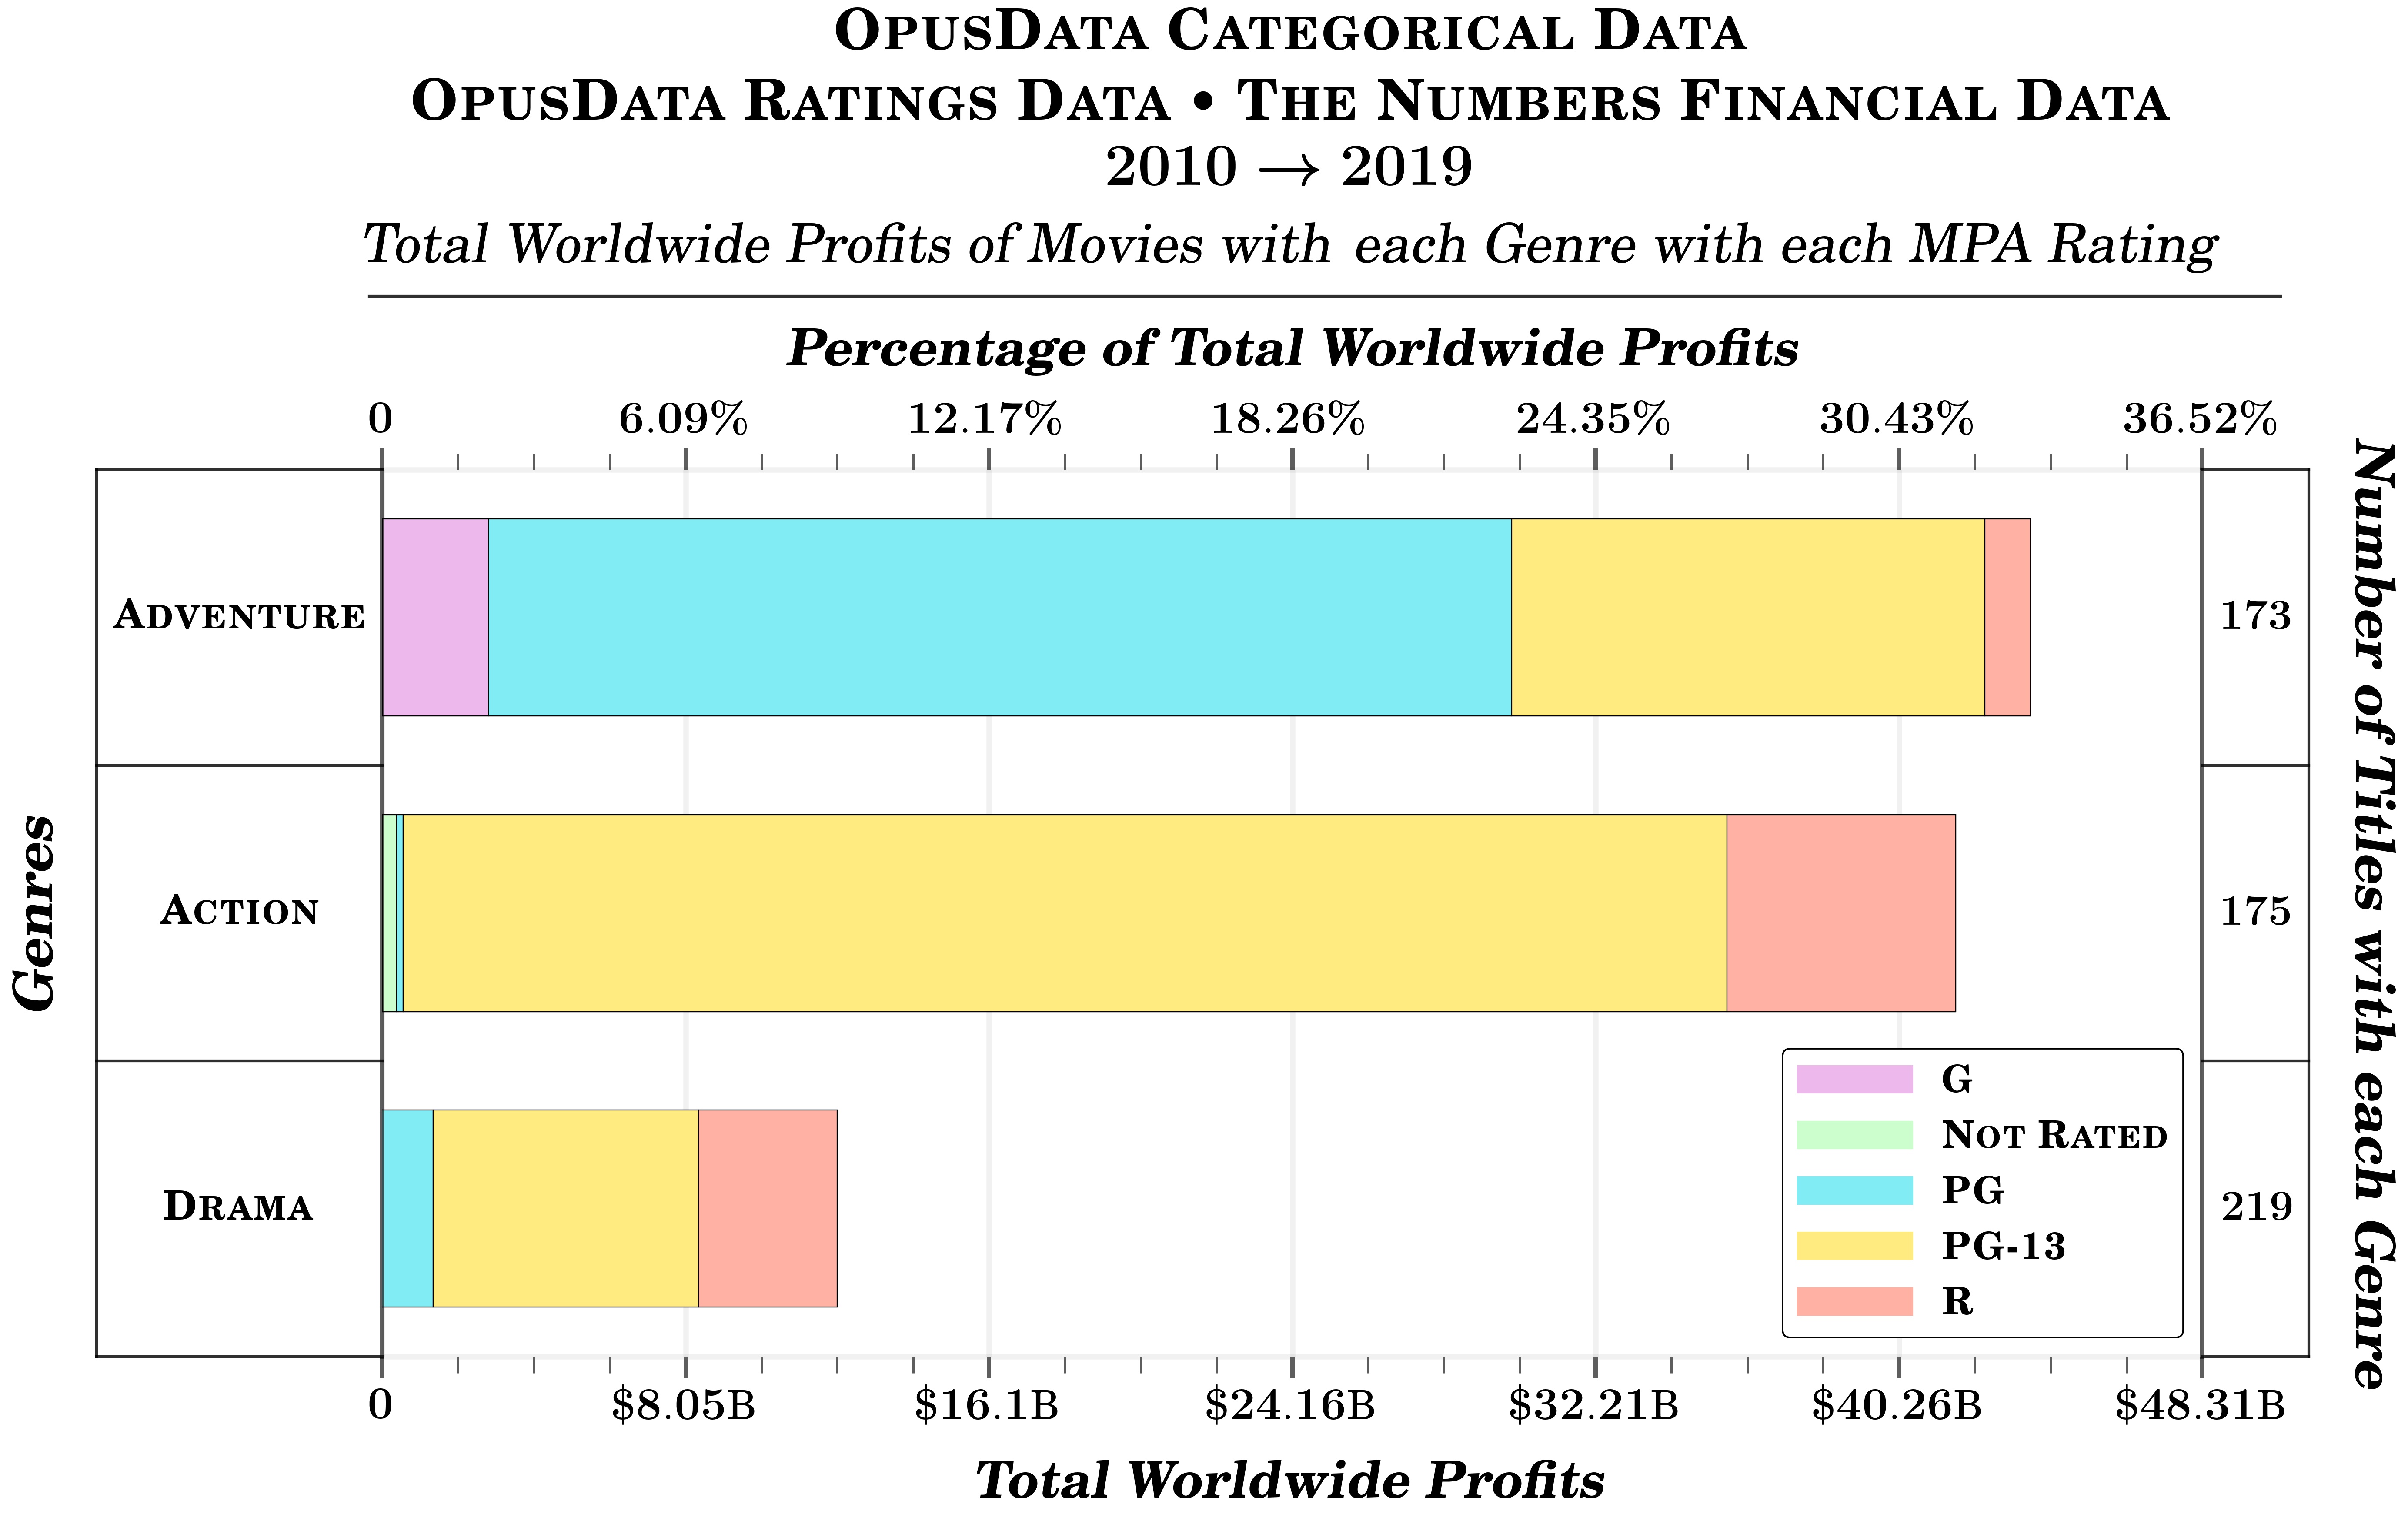 OpusData Categorical Data
OpusData Ratings Data • The Numbers Financial Data
2010 → 2019
Total Worldwide Profits of Movies with each Genre with each MPA Rating
Percentage of Total Worldwide Profits
0 6.09% 12.17% 18.26% 24.35% 30.43% 36.52%
Genres
Adventure 173
Action 175
Drama 219
Number of Titles with each Genre
G
Not Rated
PG
PG-13
R
0 $8.05B $16.1B $24.16B $32.21B $40.26B $48.31B
Total Worldwide Profits